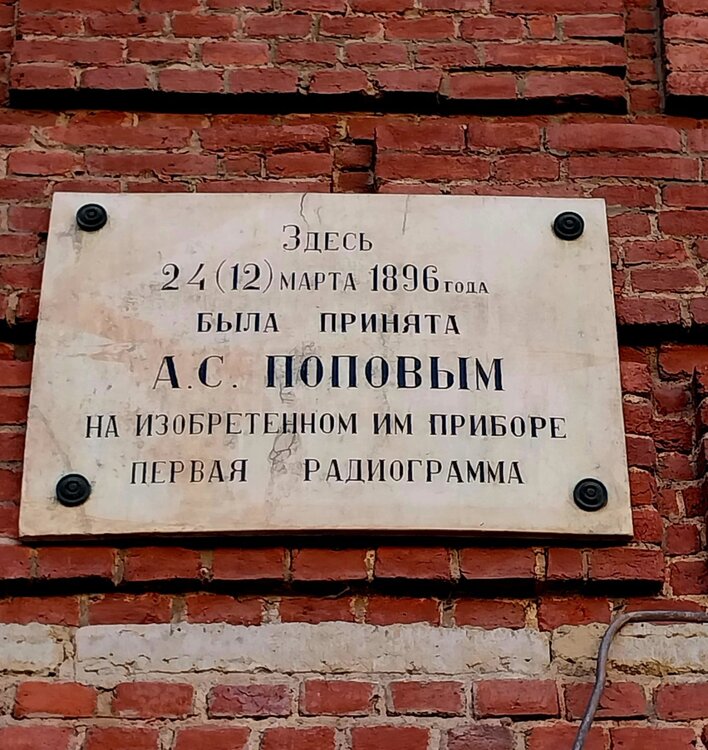 Здесь
24 (12) марта 1896 года
была принята
А.С. Поповым
на изобретенном им приборе
первая радиограмма